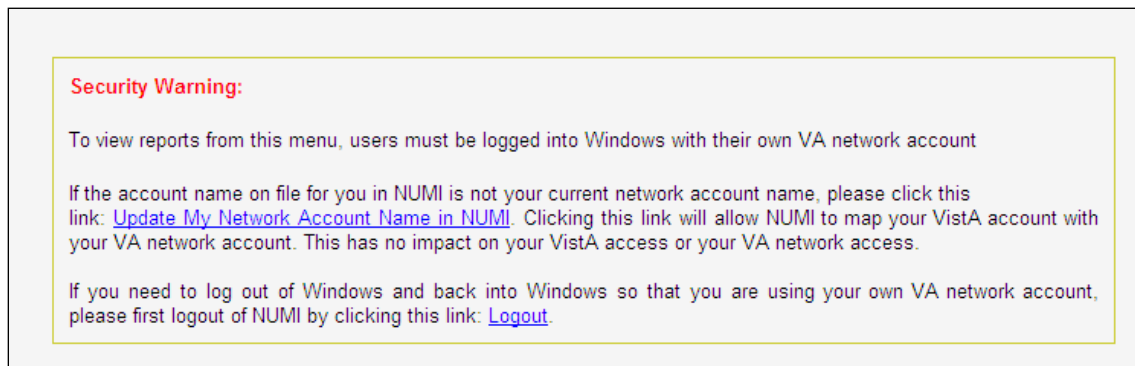 Security Warning:
To view reports from this menu, users must be logged into Windows with their own VA network account
If the account name on file for you in NUMI is not your current network account name, please click this
link: Update My Network Account Name in NUMI. Clicking this link will allow NUMI to map your VistA account with
your VA network account. This has no impact on your VistA access or your VA network access.
If you need to log out of Windows and back into Windows so that you are using your own VA network account,
please first logout of NUMI by clicking this link: Logout.